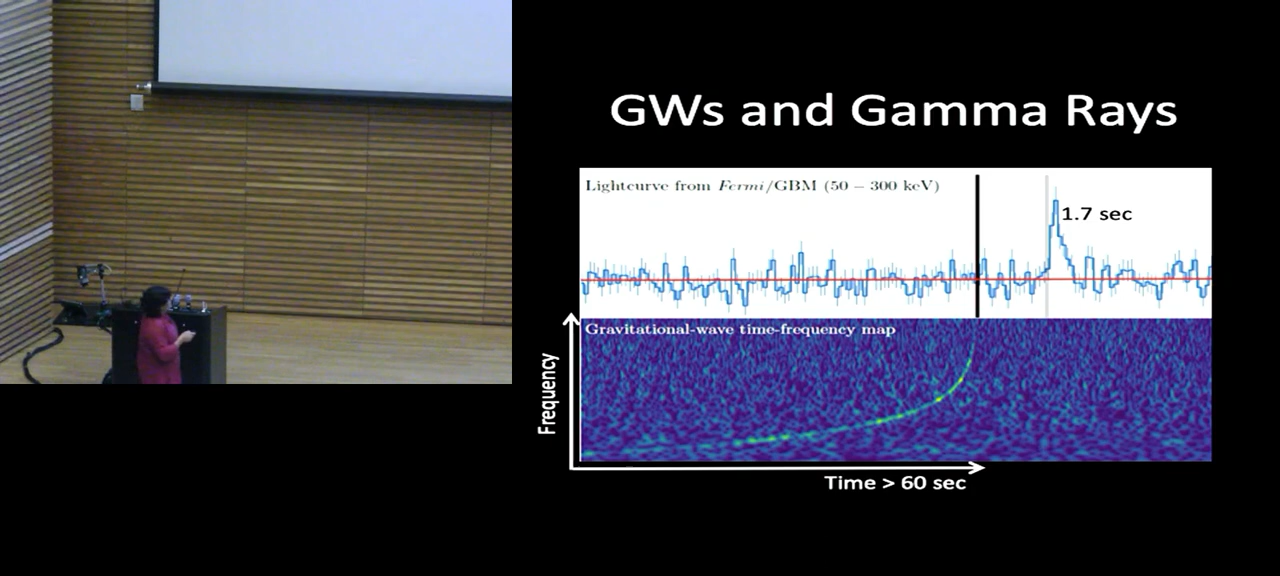 GWs and Gamma Rays
Lightcurve from Fermi/GBM (50 – 300 keV)
1.7 sec
Gravitational-wave time-frequency map
Frequency
Time > 60 sec